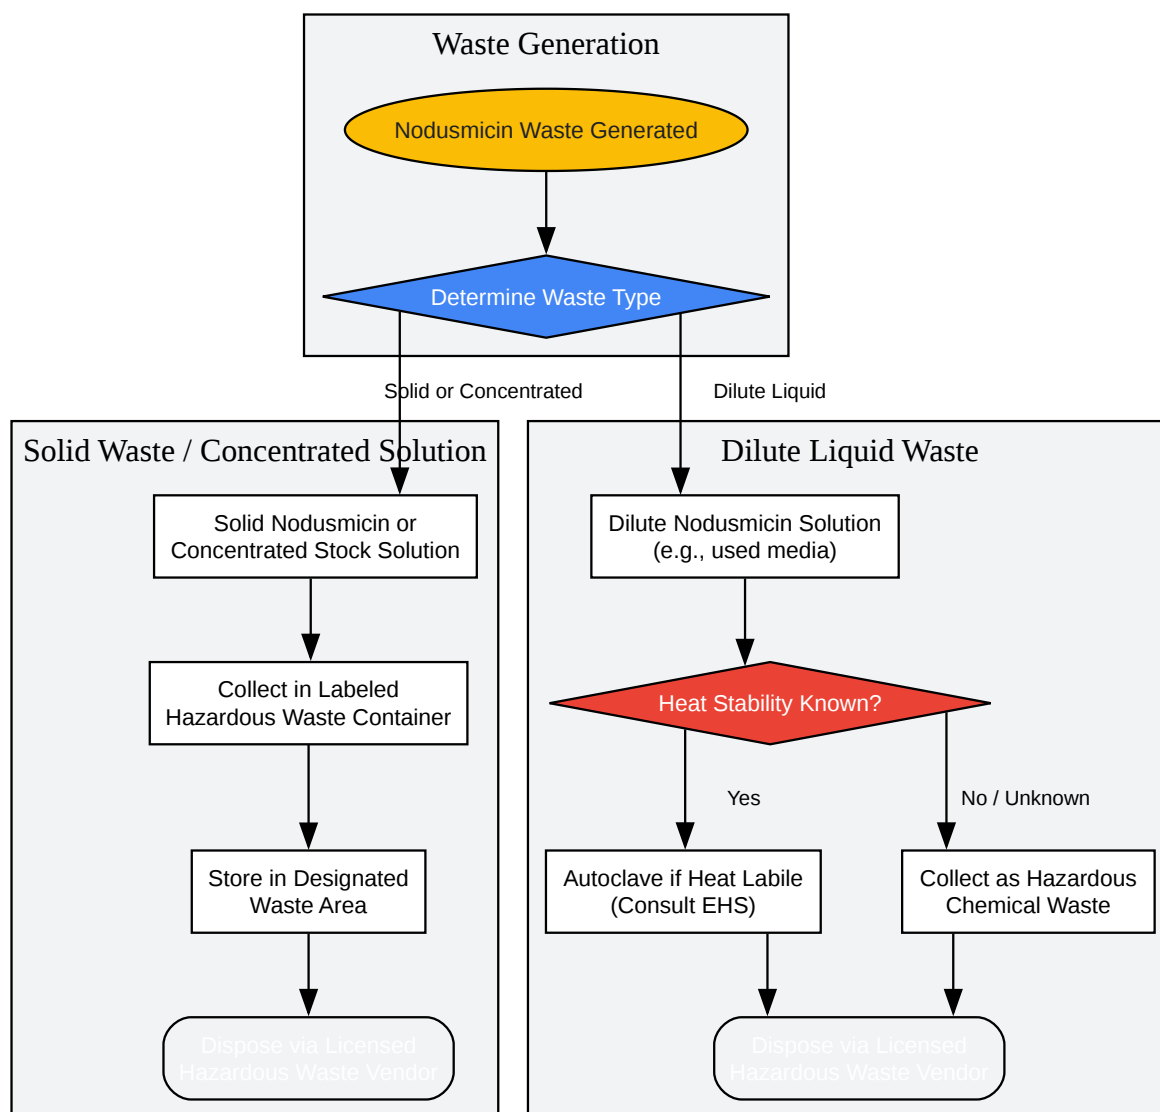 Waste Generation
Nodusmicin Waste Generated
Determine Waste Type
Solid or Concentrated
Dilute Liquid
Solid Waste / Concentrated Solution
Solid Nodusmicin or
Concentrated Stock Solution
Collect in Labeled
Hazardous Waste Container
Store in Designated
Waste Area
Dispose via Licensed
Hazardous Waste Vendor
Dilute Liquid Waste
Dilute Nodusmicin Solution
(e.g., used media)
Heat Stability Known?
Yes
No / Unknown
Autoclave if Heat Labile
(Consult EHS)
Collect as Hazardous
Chemical Waste
Dispose via Licensed
Hazardous Waste Vendor